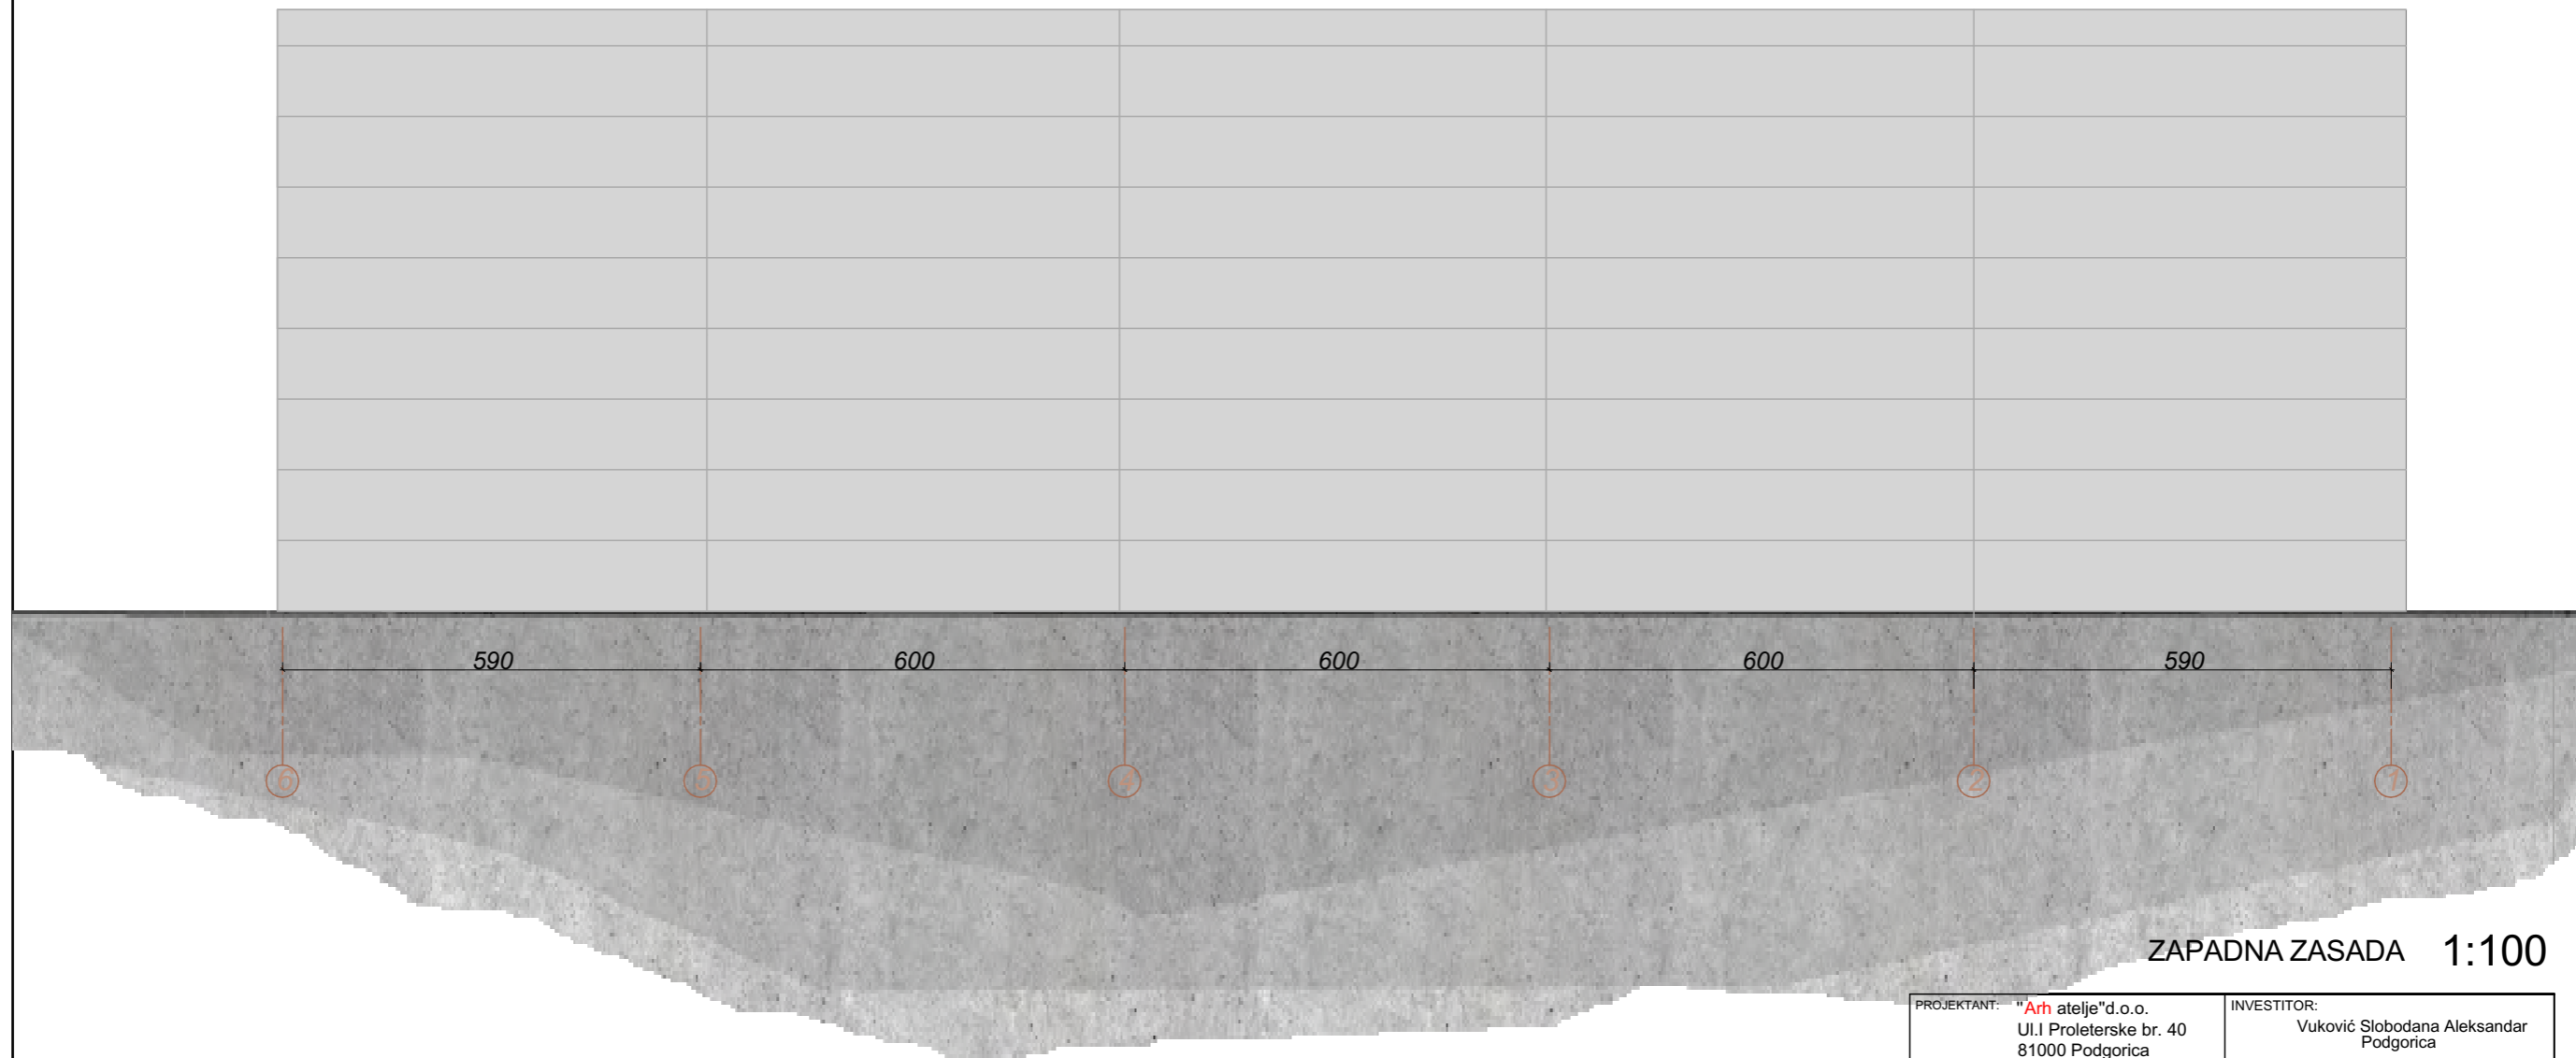 590 600 600 600 590
6 5 4 3 2 1
ZAPADNA ZASADA 1:100
PROJEKTANT: "Arh atelje"d.o.o.
Ul.I Proleterske br. 40
81000 Podgorica
INVESTITOR:
Vuković Slobodana Aleksandar
Podgorica